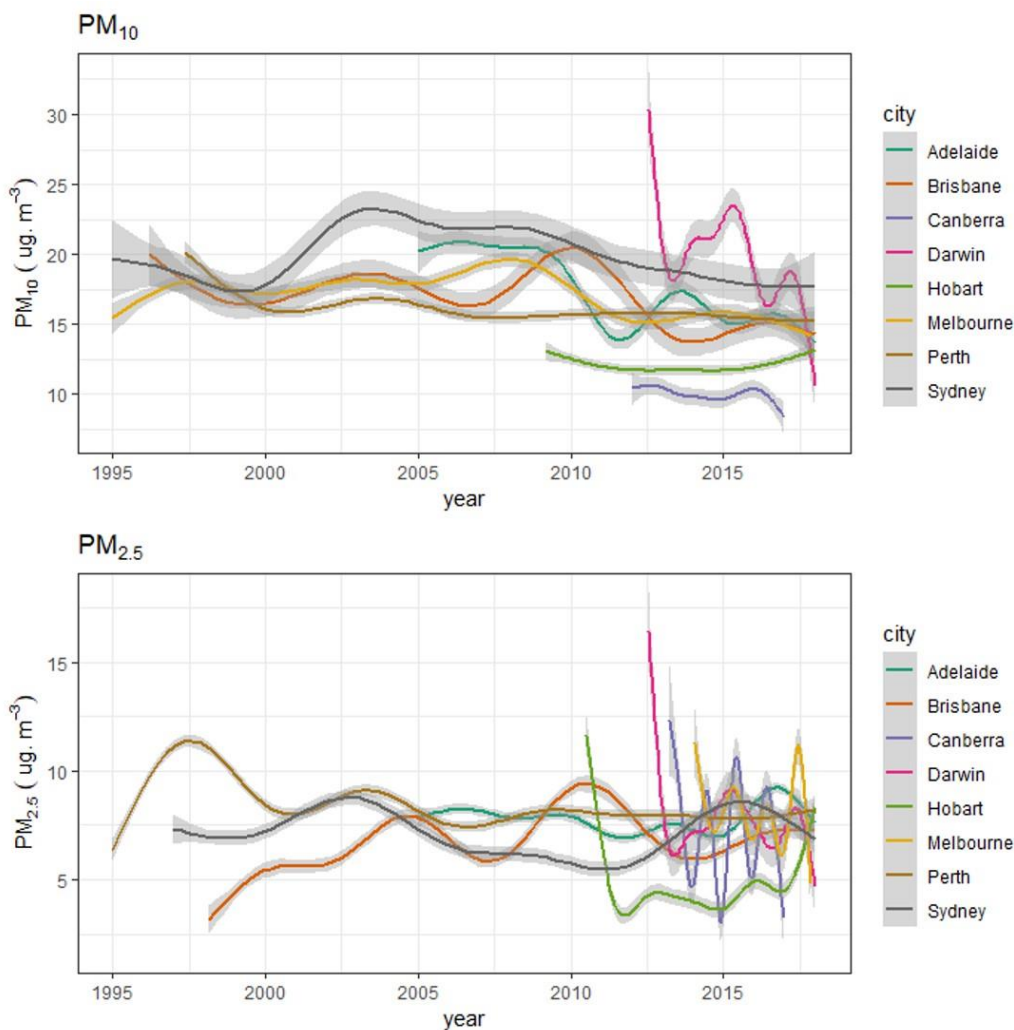 PM₁₀
PM₁₀ ( ug. m⁻³)
30
25
20
15
10
1995 2000 2005 2010 2015
year
city
Adelaide
Brisbane
Canberra
Darwin
Hobart
Melbourne
Perth
Sydney
PM₂.₅
PM₂.₅ ( ug. m⁻³)
15
10
5
1995 2000 2005 2010 2015
year
city
Adelaide
Brisbane
Canberra
Darwin
Hobart
Melbourne
Perth
Sydney